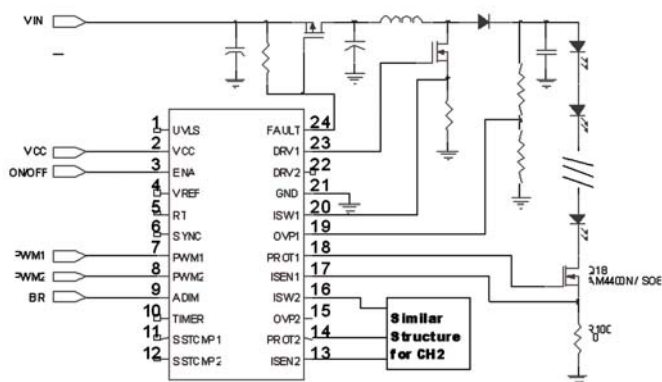 VIN
24
1 UVLS FAULT
23
VCC 2 VCC DRV1
22
ON/OFF 3 ENA DRV2
21
4 VREF GND
20
5 RT ISW1
19
6 SYNC OVP1
18
PWM1 7 PWM1 PROT1
17
PWM2 8 PWM2 ISEN1
16
BR 9 ADIM ISW2
15
10 TIMER OVP2
14
11 SSTCMP1 PROT2
13
12 SSTCMP2 ISEN2
Similar
Structure
for CH2